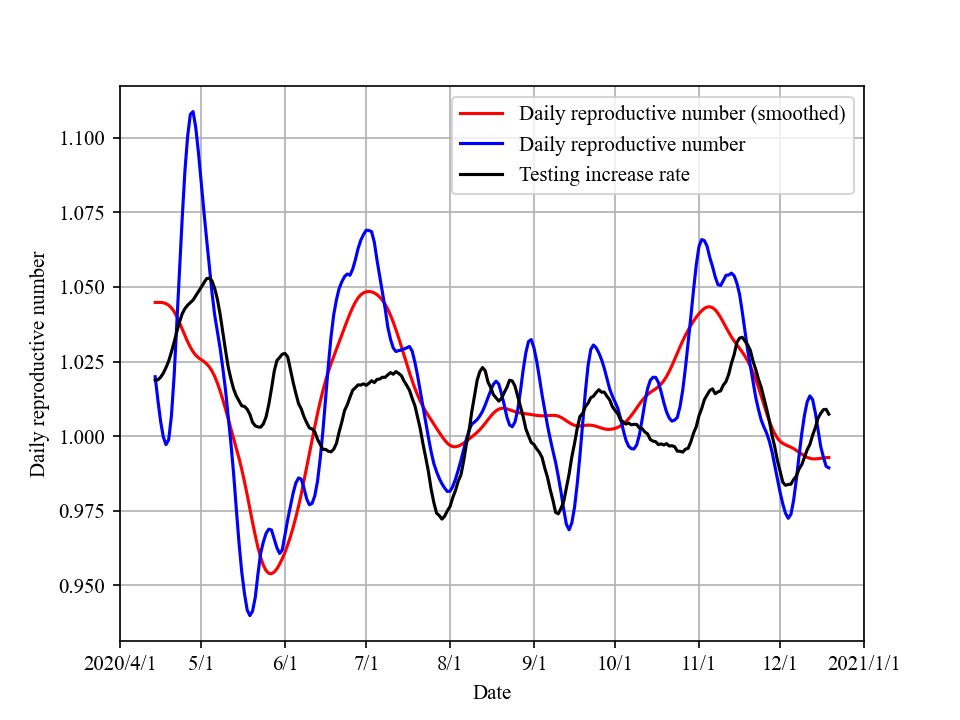 Daily reproductive number (smoothed)
Daily reproductive number
Testing increase rate
Daily reproductive number
1.100
1.075
1.050
1.025
1.000
0.975
0.950
2020/4/1 5/1 6/1 7/1 8/1 9/1 10/1 11/1 12/1 2021/1/1
Date